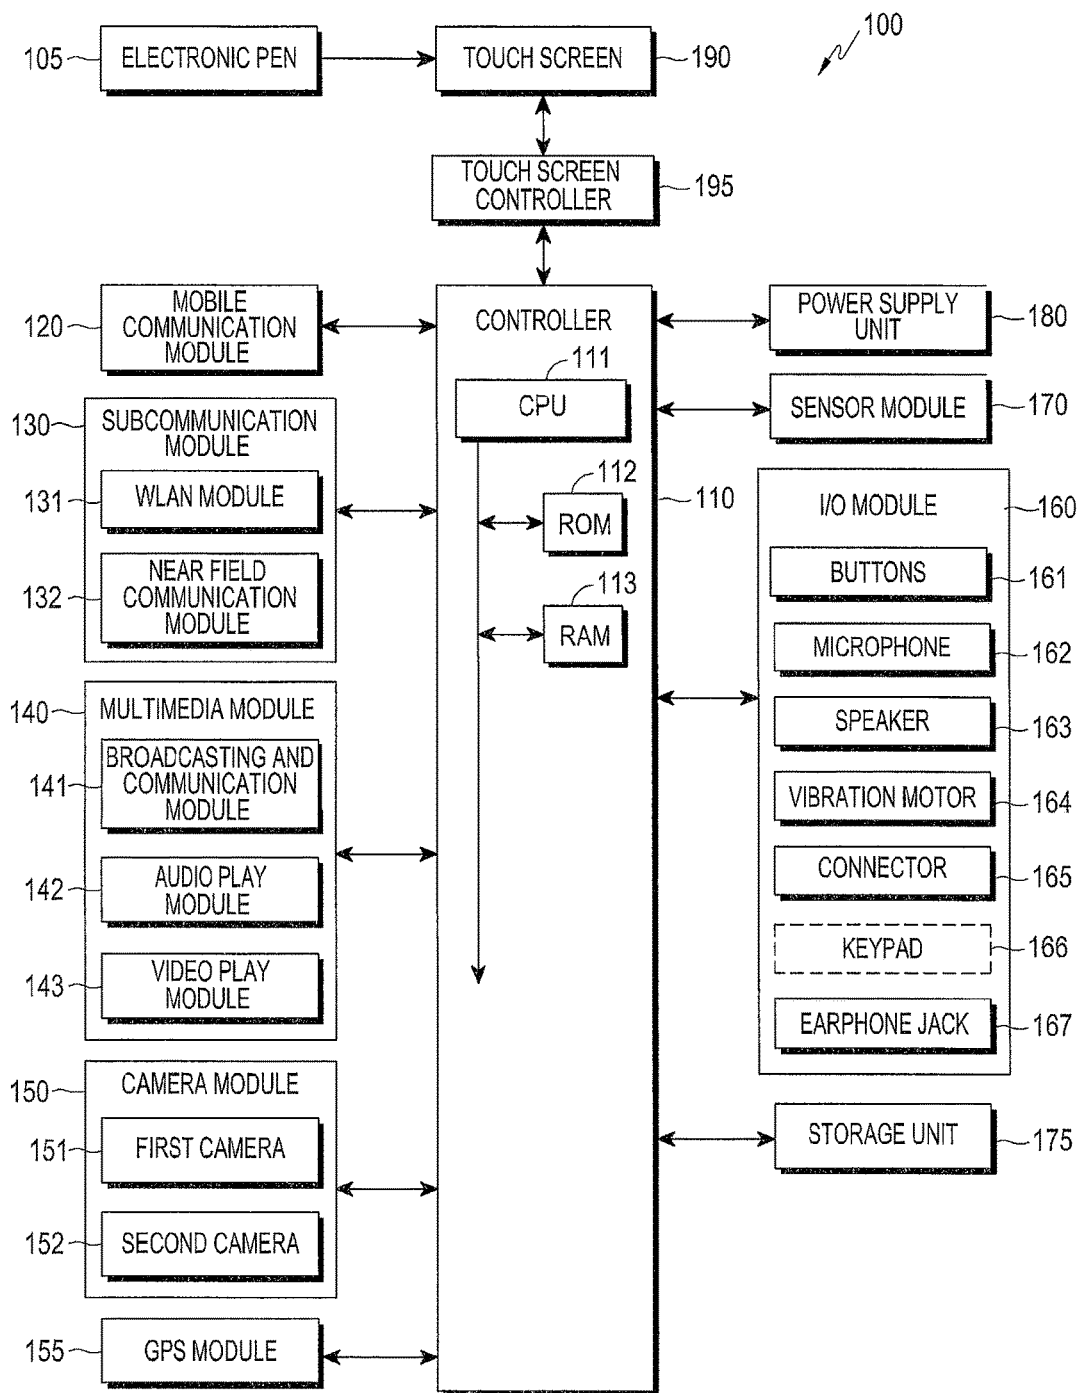 100
105
ELECTRONIC PEN
TOUCH SCREEN
190
TOUCH SCREEN
CONTROLLER
195
120
MOBILE
COMMUNICATION
MODULE
CONTROLLER
POWER SUPPLY
UNIT
180
111
CPU
SENSOR MODULE
170
130
SUBCOMMUNICATION
MODULE
131
WLAN MODULE
132
NEAR FIELD
COMMUNICATION
MODULE
112
ROM
113
RAM
110
I/O MODULE
160
BUTTONS
161
MICROPHONE
162
SPEAKER
163
VIBRATION MOTOR
164
CONNECTOR
165
KEYPAD
166
EARPHONE JACK
167
140
MULTIMEDIA MODULE
141
BROADCASTING AND
COMMUNICATION
MODULE
142
AUDIO PLAY
MODULE
143
VIDEO PLAY
MODULE
150
CAMERA MODULE
151
FIRST CAMERA
152
SECOND CAMERA
STORAGE UNIT
175
155
GPS MODULE